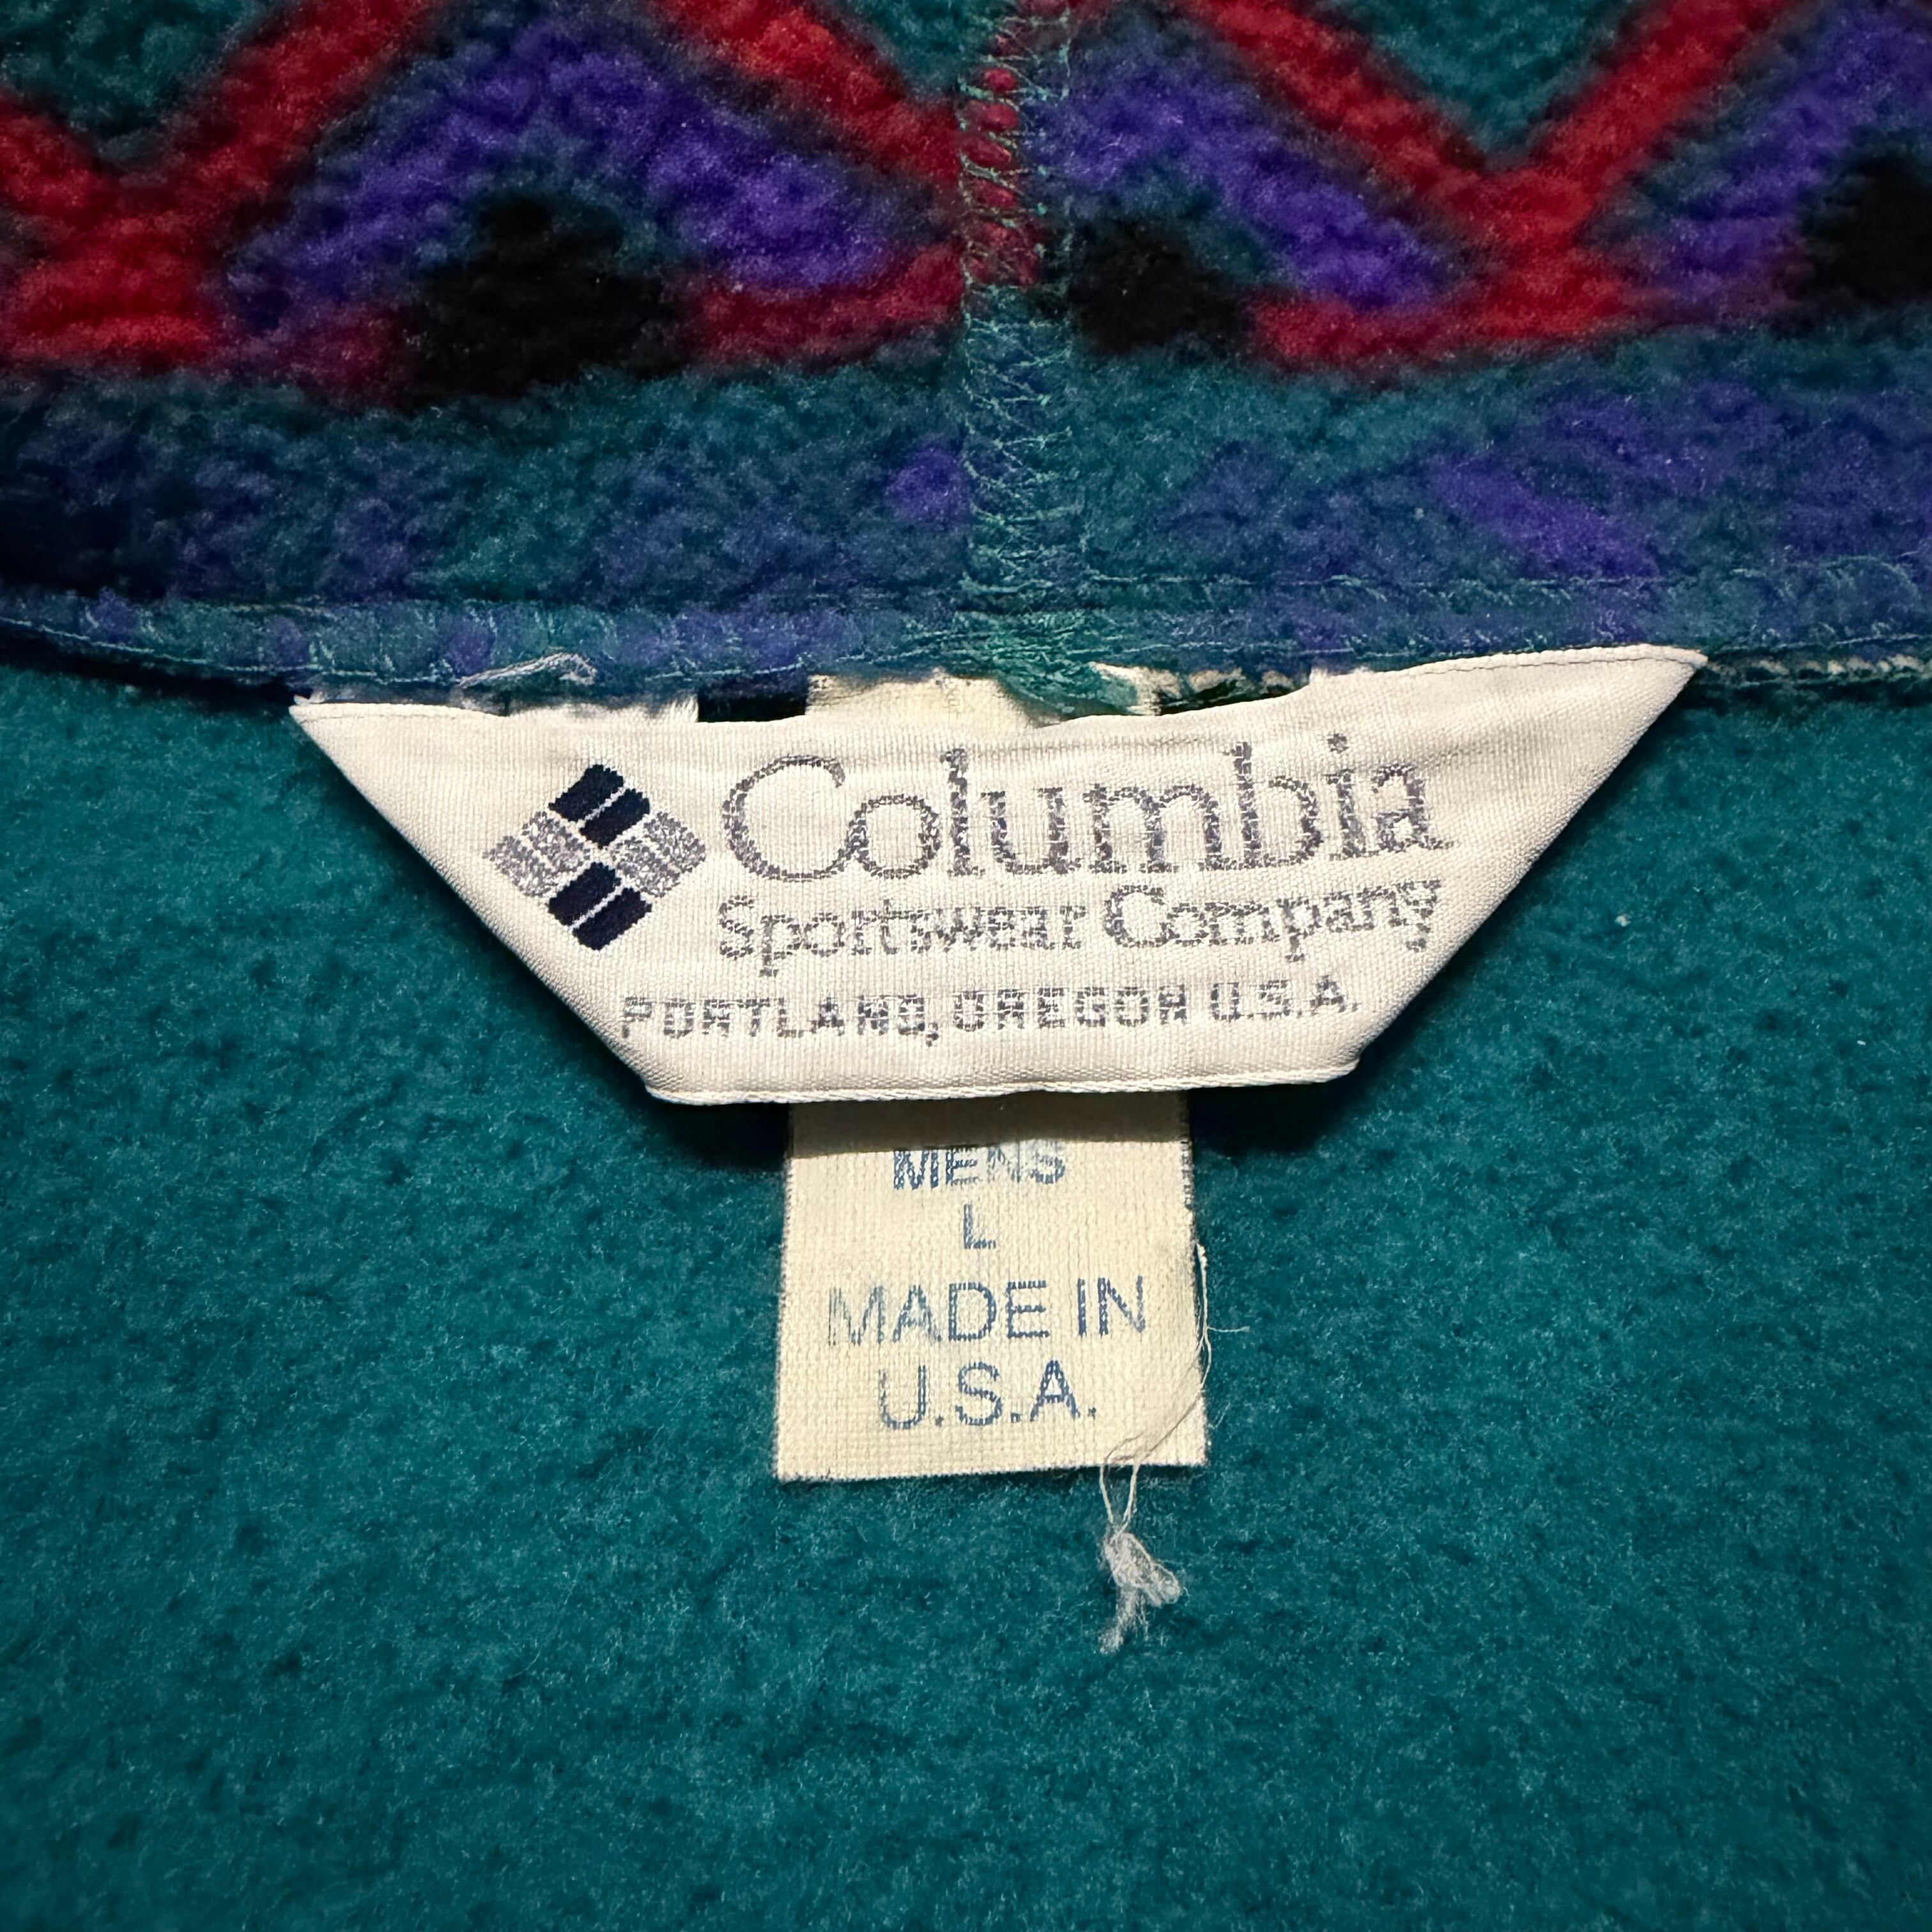 Columbia
Sportswear Company
PORTLAND, OREGON U.S.A.
MENS
L
MADE IN
U.S.A.